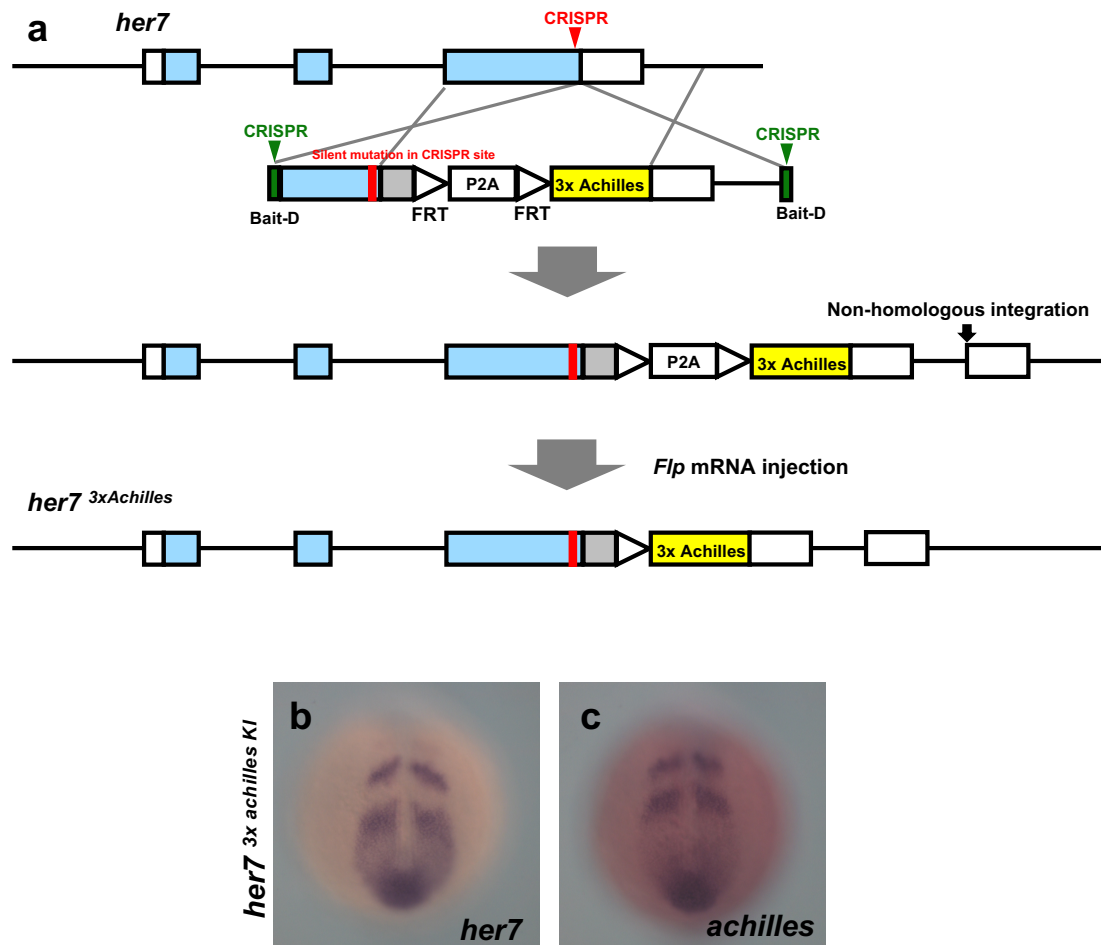 a
her7
CRISPR
CRISPR
CRISPR
Silent mutation in CRISPR site
P2A
3x Achilles
Bait-D
FRT
FRT
Bait-D
Non-homologous integration
P2A
3x Achilles
Flp mRNA injection
her7 3xAchilles
3x Achilles
her7 3x achilles KI
b
her7
c
achilles